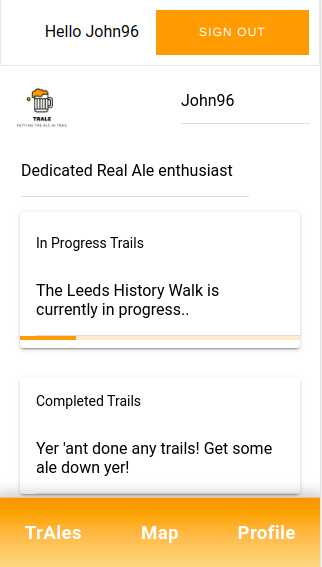 Hello John96
SIGN OUT
TRALE
PUTTING THE ALE IN TRAIL
John96
Dedicated Real Ale enthusiast
In Progress Trails
The Leeds History Walk is
currently in progress..
Completed Trails
Yer 'ant done any trails! Get some
ale down yer!
TrAles
Map
Profile